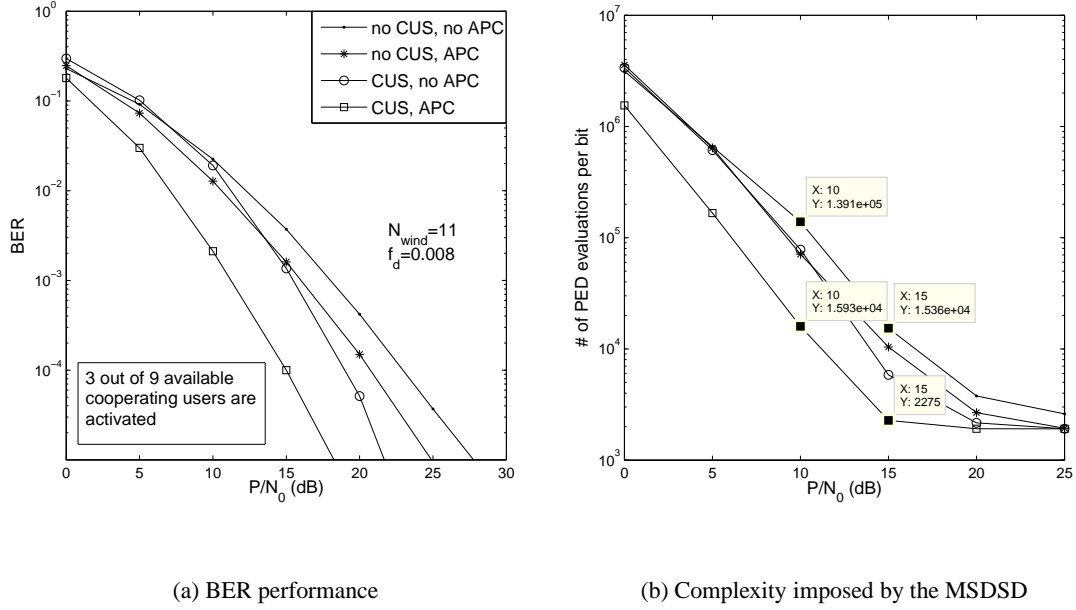 10^0
10^-1
10^-2
10^-3
10^-4
0 5 10 15 20 25 30
P/N_0 (dB)
BER
no CUS, no APC
no CUS, APC
CUS, no APC
CUS, APC
N_wind=11
f_d=0.008
3 out of 9 available
cooperating users are
activated
(a) BER performance
10^7
10^6
10^5
10^4
10^3
0 5 10 15 20 25
P/N_0 (dB)
# of PED evaluations per bit
X: 10
Y: 1.391e+05
X: 10
Y: 1.593e+04
X: 15
Y: 1.536e+04
X: 15
Y: 2275
(b) Complexity imposed by the MSDSD